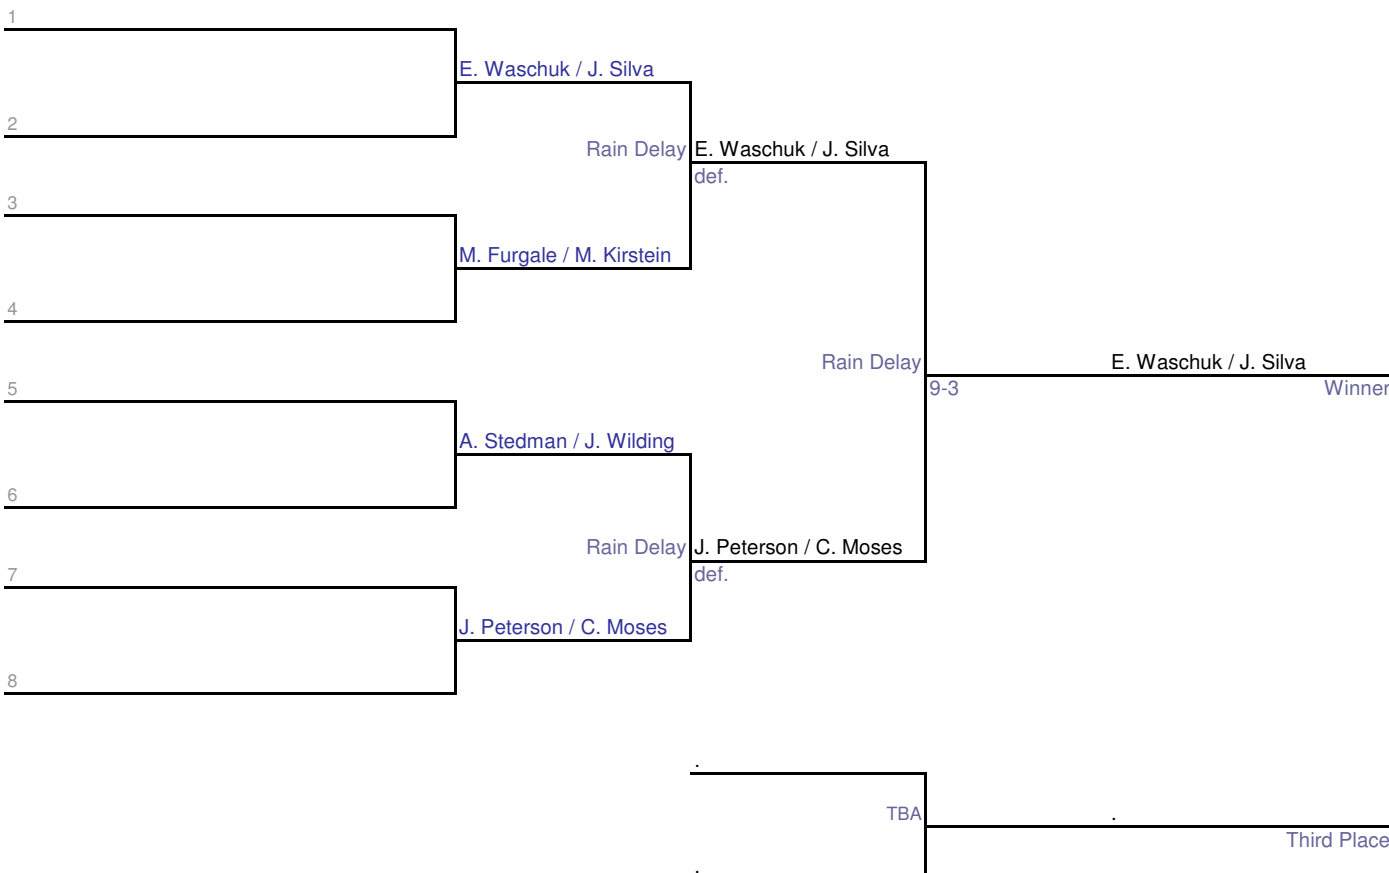 1
E. Waschuk / J. Silva
2
Rain Delay
E. Waschuk / J. Silva
def.
3
M. Furgale / M. Kirstein
4
Rain Delay
E. Waschuk / J. Silva
9-3
Winner
5
A. Stedman / J. Wilding
6
Rain Delay
J. Peterson / C. Moses
def.
7
J. Peterson / C. Moses
8
.
TBA
.
Third Place
.